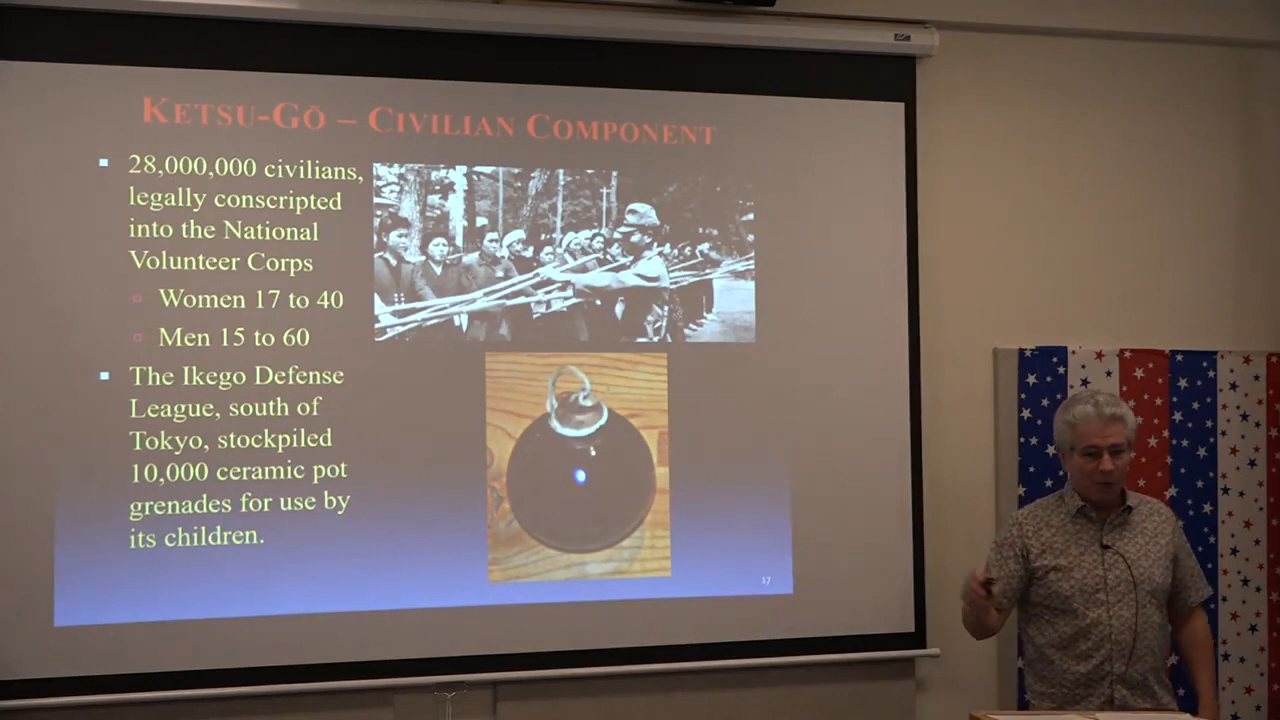 KETSU-GŌ – CIVILIAN COMPONENT
28,000,000 civilians,
legally conscripted
into the National
Volunteer Corps
Women 17 to 40
Men 15 to 60
The Ikego Defense
League, south of
Tokyo, stockpiled
10,000 ceramic pot
grenades for use by
its children.
17